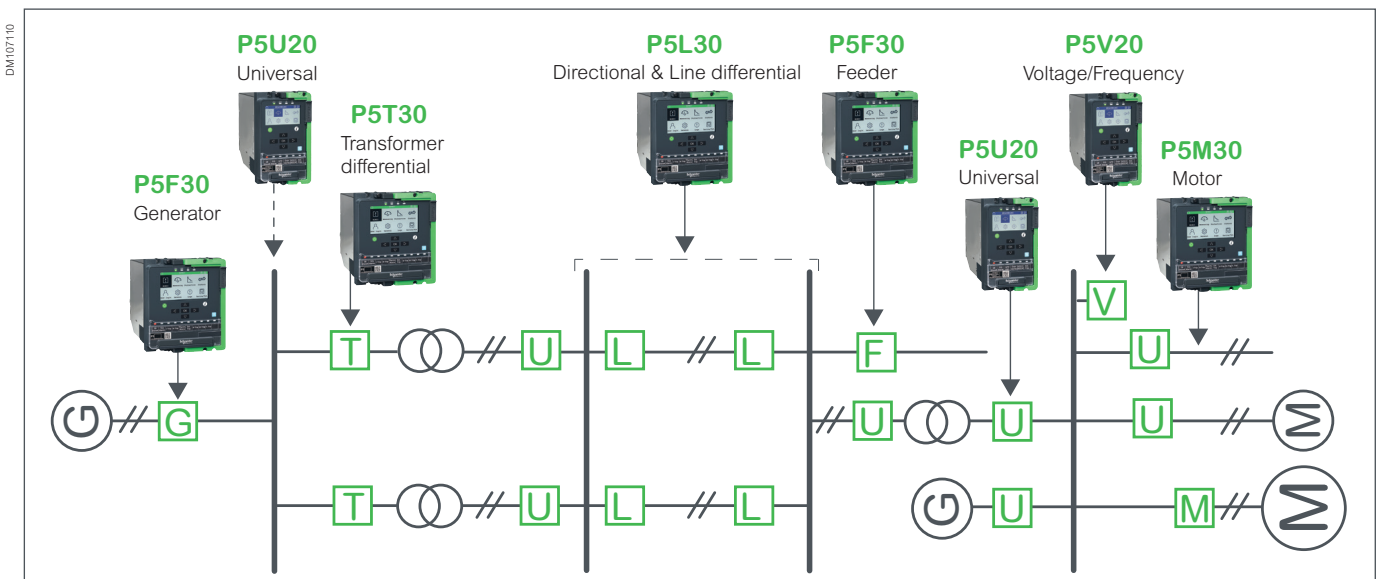 DM107110
P5U20
Universal
P5L30
Directional & Line differential
P5F30
Feeder
P5V20
Voltage/Frequency
P5T30
Transformer
differential
P5U20
Universal
P5M30
Motor
P5F30
Generator
V
T U L L F U
G G U U U M
T U L L G U M M